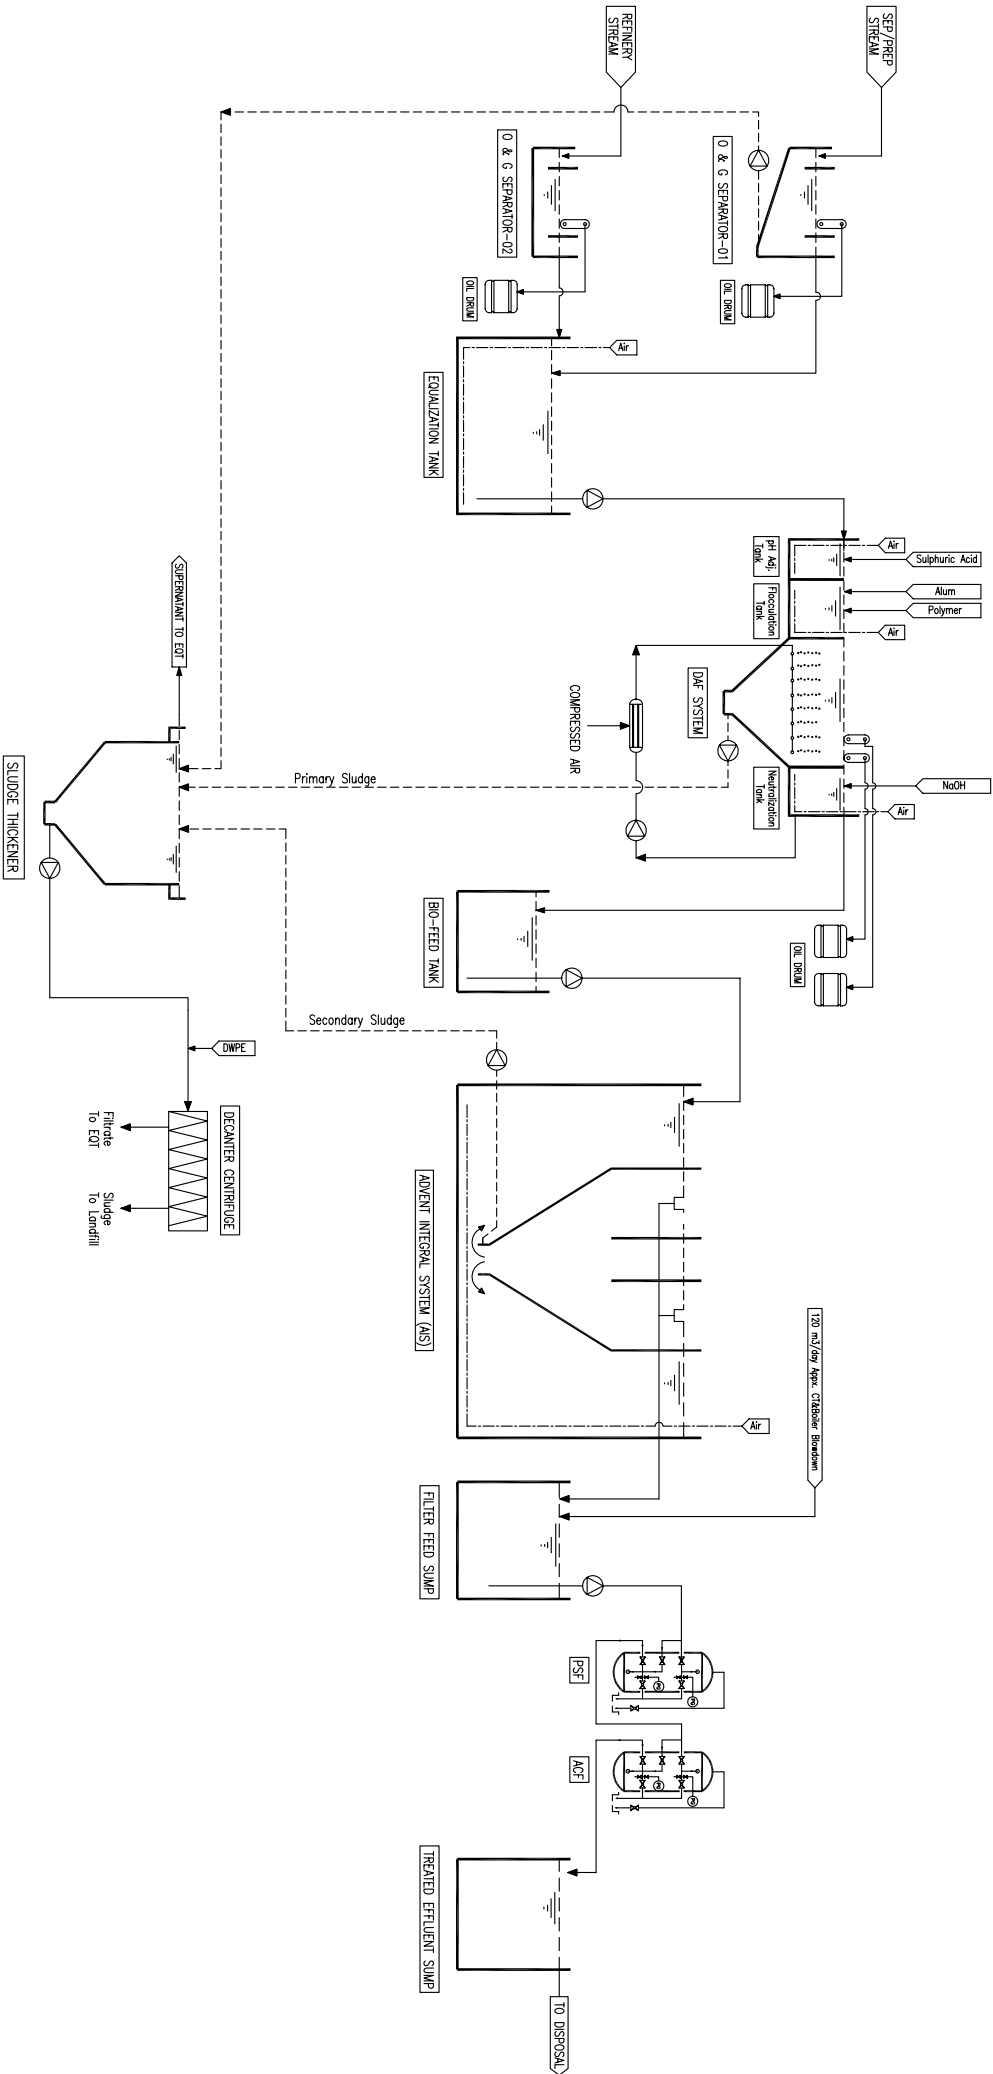 SEP/PREP
STREAM
REFINERY
STREAM
O & G SEPARATOR-01
OIL DRUM
O & G SEPARATOR-02
OIL DRUM
Air
EQUALIZATION TANK
Air
Sulphuric Acid
Alum
Polymer
Air
pH Adj.
Tank
Flocculation
Tank
DAF SYSTEM
COMPRESSED AIR
NaOH
Air
Neutralization
Tank
OIL DRUM
BIO-FEED TANK
SUPERNATANT TO EQT
Primary Sludge
Secondary Sludge
SLUDGE THICKENER
DWPE
DECANTER CENTRIFUGE
Filtrate
To EQT
Sludge
To Landfill
ADVENT INTEGRAL SYSTEM (AIS)
Air
120 m3/day Appx. CT&Boiler Blowdown
FILTER FEED SUMP
PSF
PG
PG
ACF
PG
PG
TREATED EFFLUENT SUMP
TO DISPOSAL